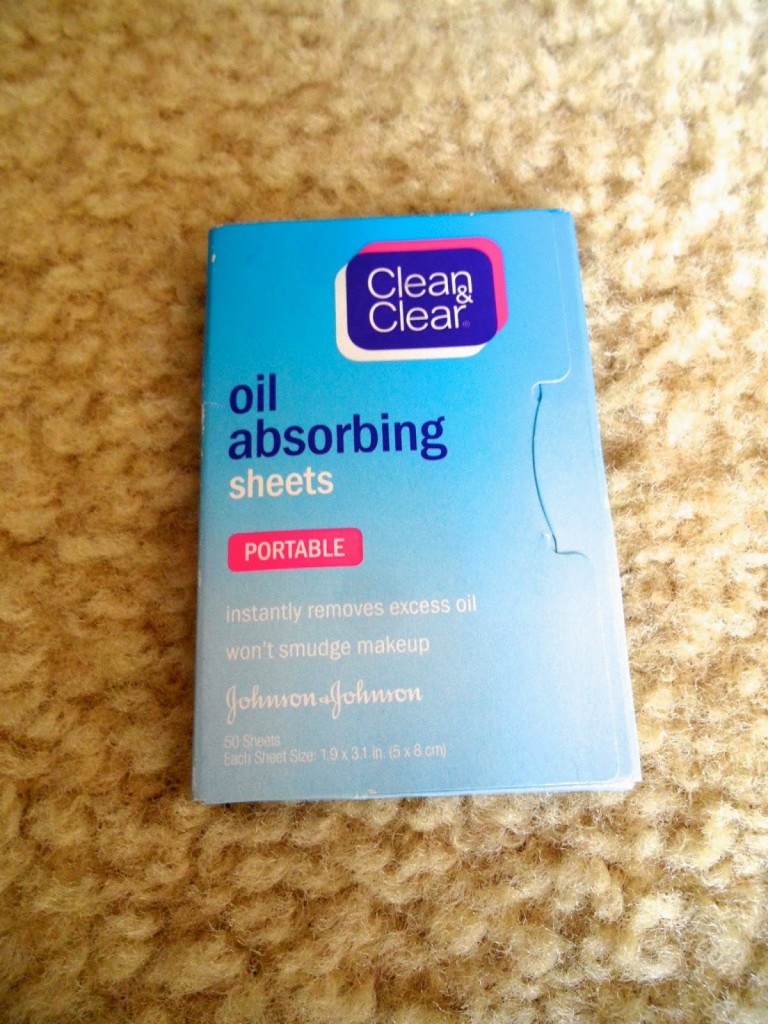 Clean
&
Clear®
oil
absorbing
sheets
PORTABLE
instantly removes excess oil
won't smudge makeup
Johnson & Johnson
50 Sheets
Each Sheet Size: 1.9 x 3.1 in. (5 x 8 cm)